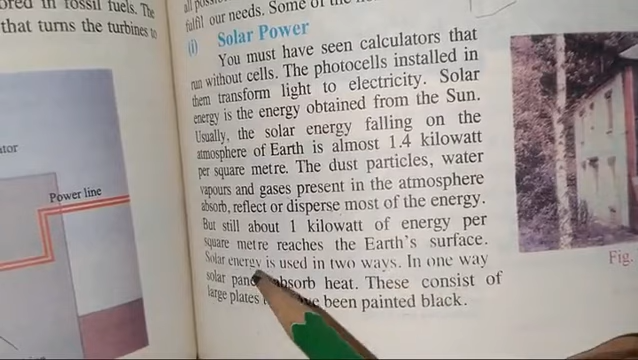 ored in fossil fuels. The
that turns the turbines to
ator
Power line
fulfil our needs. Some of the
(i) Solar Power
You must have seen calculators that
run without cells. The photocells installed in
them transform light to electricity. Solar
energy is the energy obtained from the Sun.
Usually, the solar energy falling on the
atmosphere of Earth is almost 1.4 kilowatt
per square metre. The dust particles, water
vapours and gases present in the atmosphere
absorb, reflect or disperse most of the energy.
But still about 1 kilowatt of energy per
square metre reaches the Earth's surface.
Solar energy is used in two ways. In one way
solar absorb heat. These consist of
large plates been painted black.
Fig.